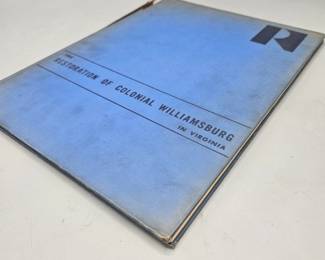 THE
RESTORATION OF COLONIAL WILLIAMSBURG
IN VIRGINIA